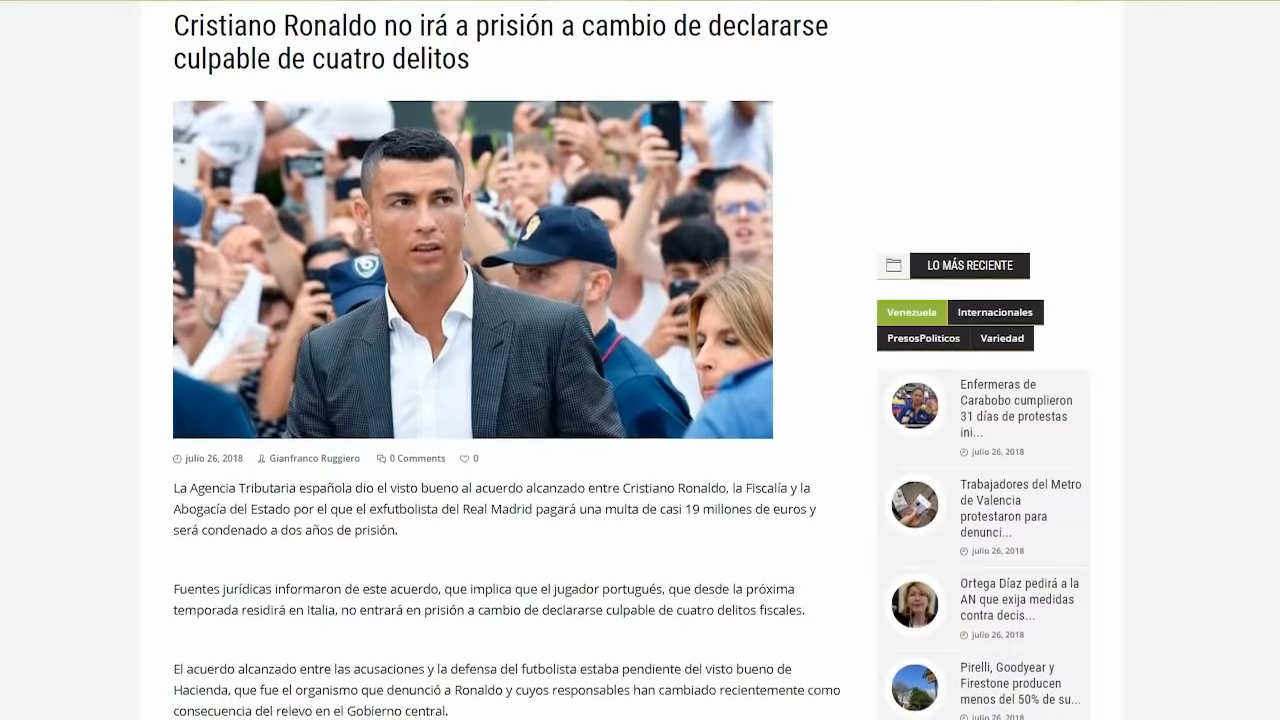 Cristiano Ronaldo no irá a prisión a cambio de declararse
culpable de cuatro delitos
julio 26, 2018 Gianfranco Ruggiero 0 Comments 0
La Agencia Tributaria española dio el visto bueno al acuerdo alcanzado entre Cristiano Ronaldo, la Fiscalía y la
Abogacía del Estado por el que el exfutbolista del Real Madrid pagará una multa de casi 19 millones de euros y
será condenado a dos años de prisión.
Fuentes jurídicas informaron de este acuerdo, que implica que el jugador portugués, que desde la próxima
temporada residirá en Italia, no entrará en prisión a cambio de declararse culpable de cuatro delitos fiscales.
El acuerdo alcanzado entre las acusaciones y la defensa del futbolista estaba pendiente del visto bueno de
Hacienda, que fue el organismo que denunció a Ronaldo y cuyos responsables han cambiado recientemente como
consecuencia del relevo en el Gobierno central.
LO MÁS RECIENTE
Venezuela Internacionales
PresosPolíticos Variedad
Enfermeras de
Carabobo cumplieron
31 días de protestas
ini...
julio 26, 2018
Trabajadores del Metro
de Valencia
protestaron para
denunci...
julio 26, 2018
Ortega Díaz pedirá a la
AN que exija medidas
contra decis...
julio 26, 2018
Pirelli, Goodyear y
Firestone producen
menos del 50% de su...
julio 26, 2018